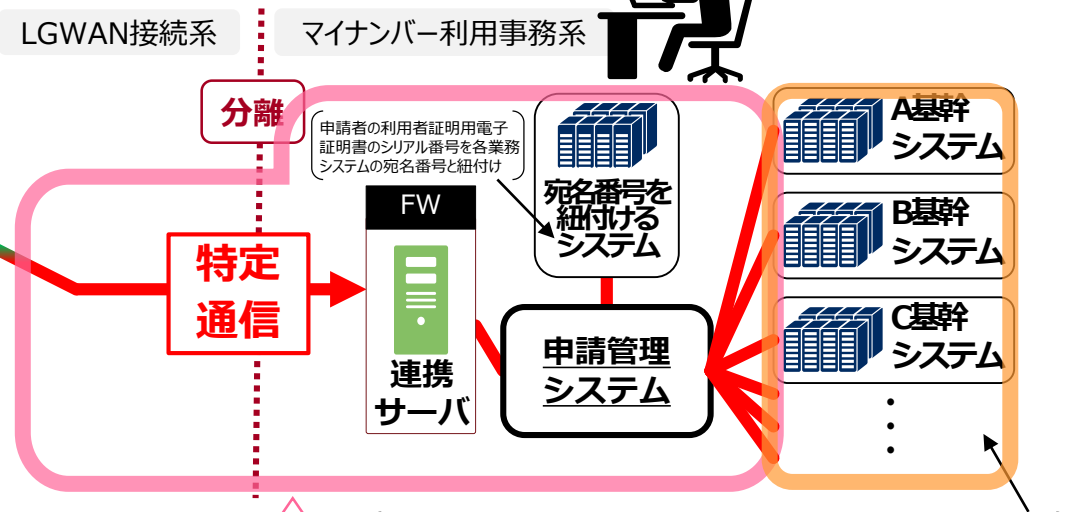 LGWAN接続系
マイナンバー利用事務系
分離
申請者の利用者証明用電子
証明書のシリアル番号を各業務
システムの宛名番号と紐付け
宛名番号を
紐付ける
システム
FW
特定
通信
連携
サーバ
申請管理
システム
A基幹
システム
B基幹
システム
C基幹
システム
・
・
・